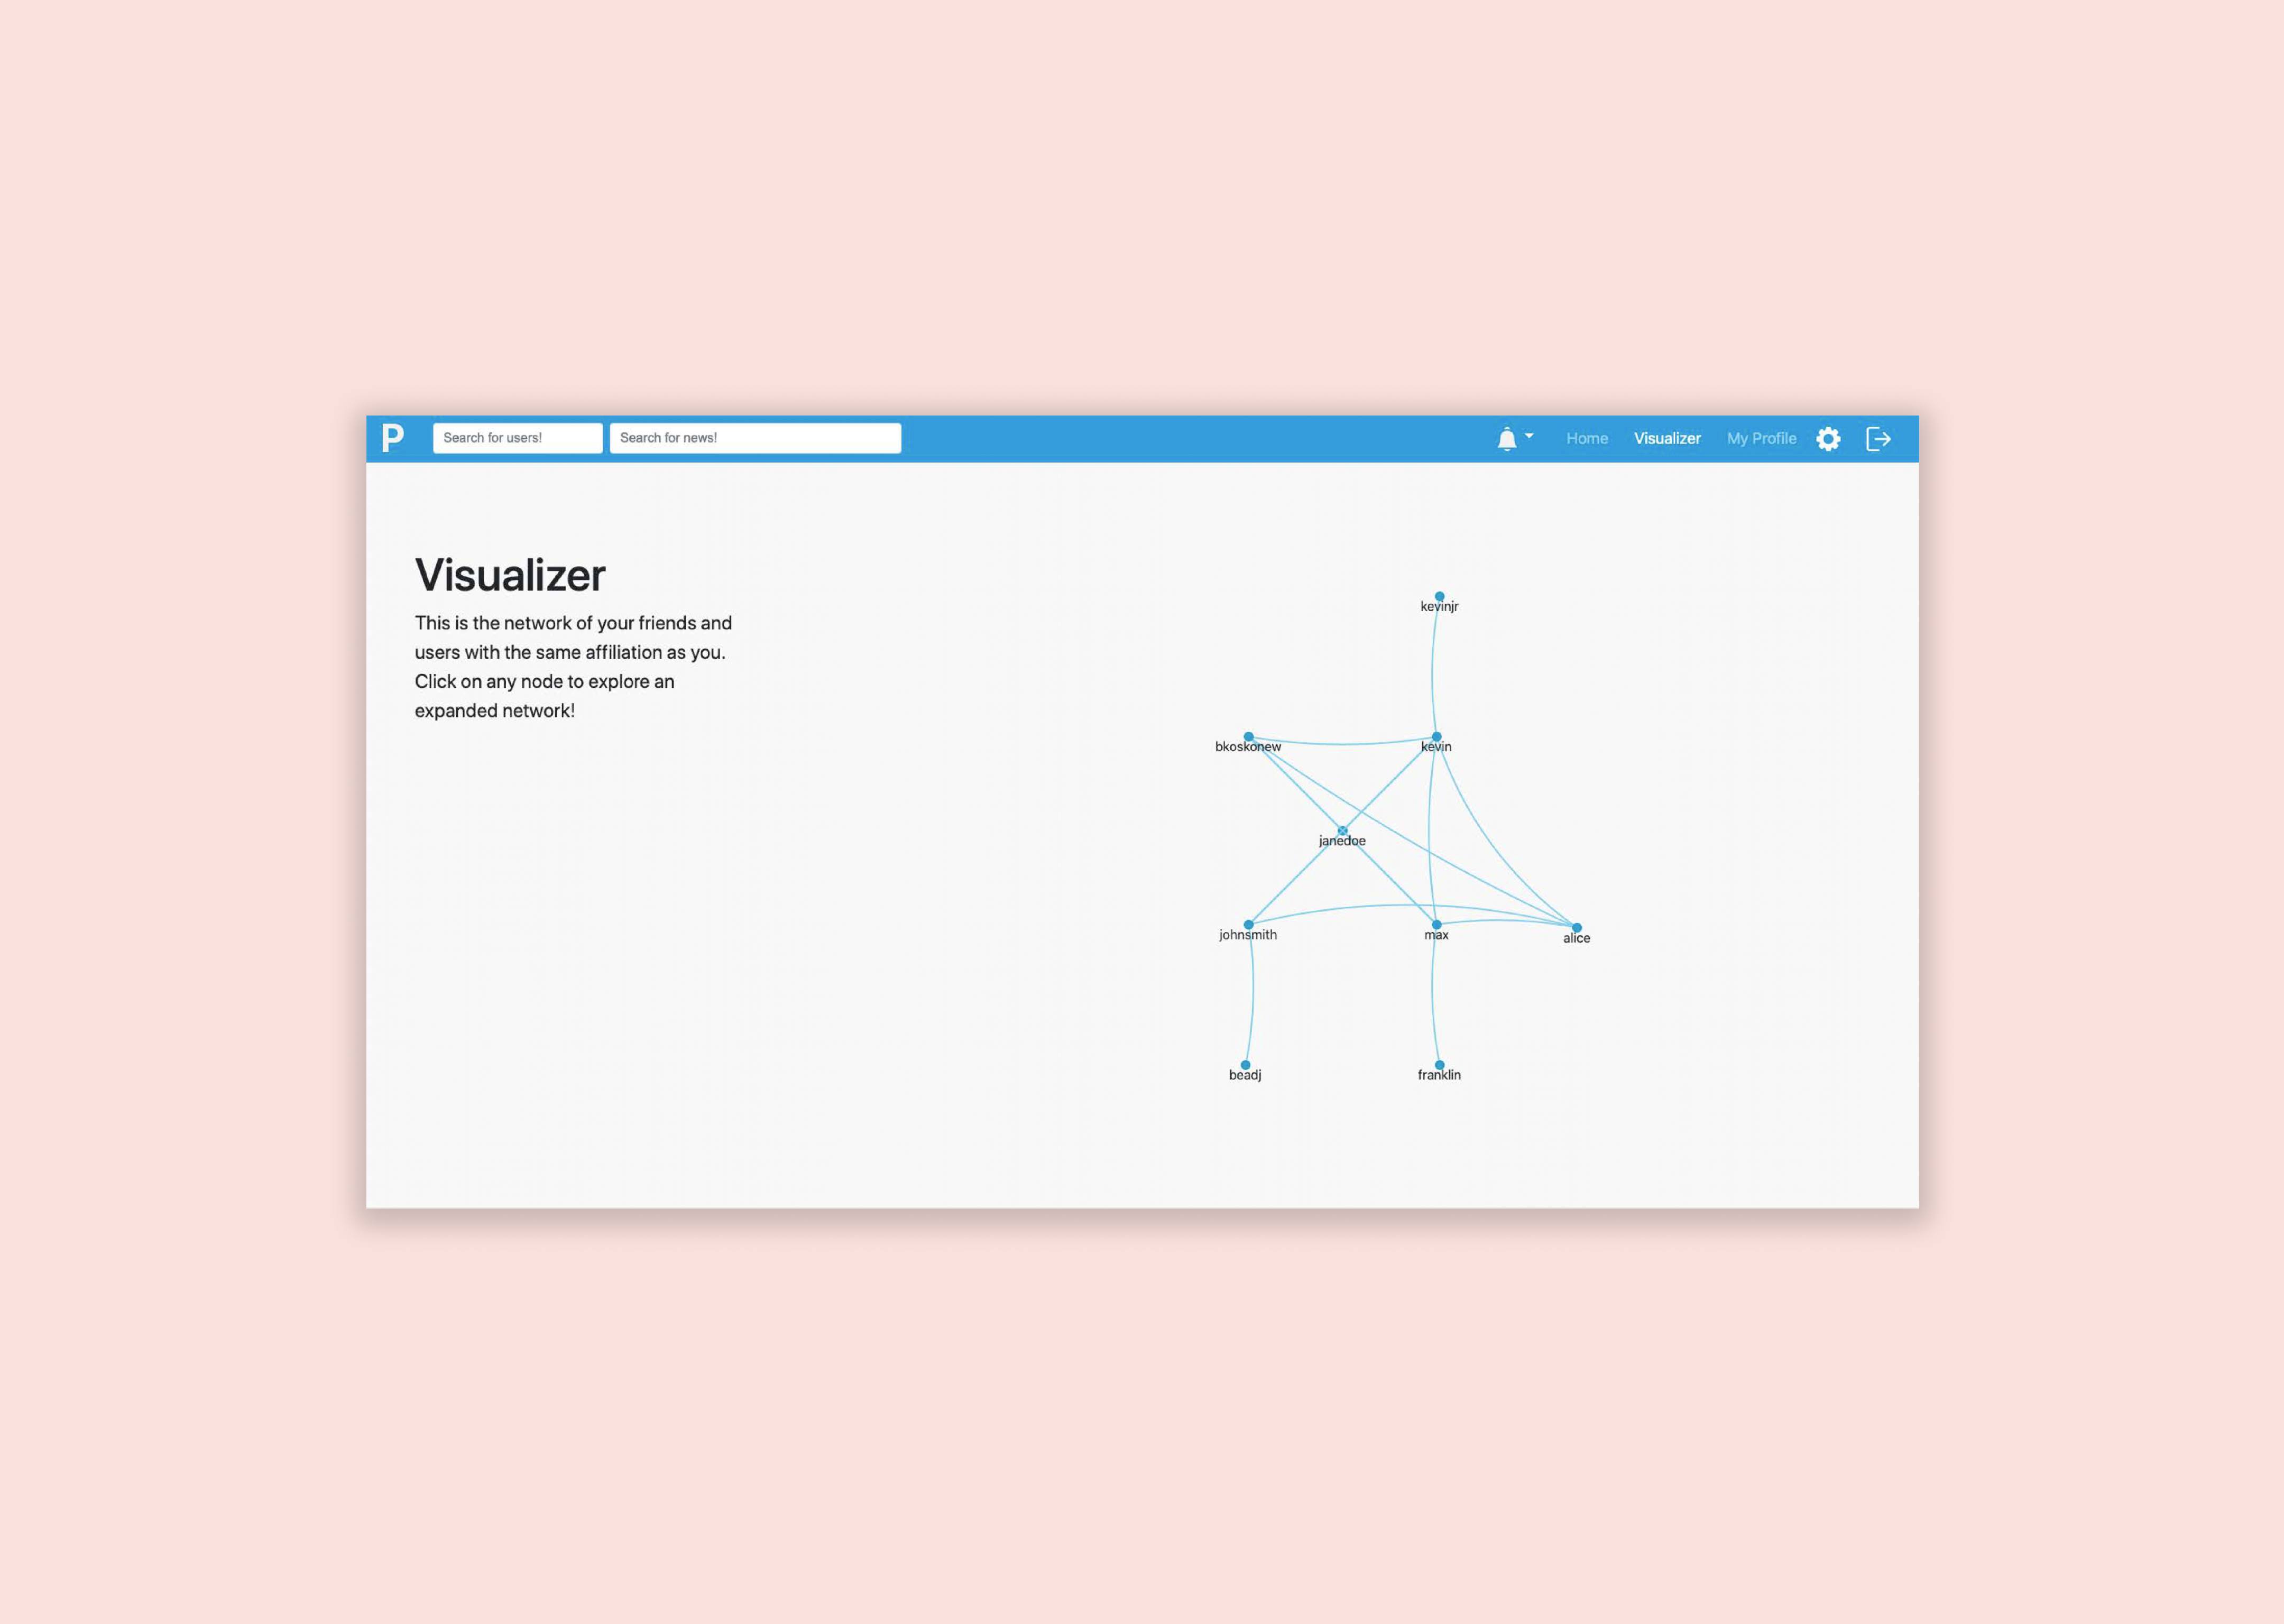 P
Search for users!
Search for news!
Home
Visualizer
My Profile
Visualizer
This is the network of your friends and
users with the same affiliation as you.
Click on any node to explore an
expanded network!
kevinjr
bkoskonew
kevin
janedoe
johnsmith
max
alice
beadj
franklin